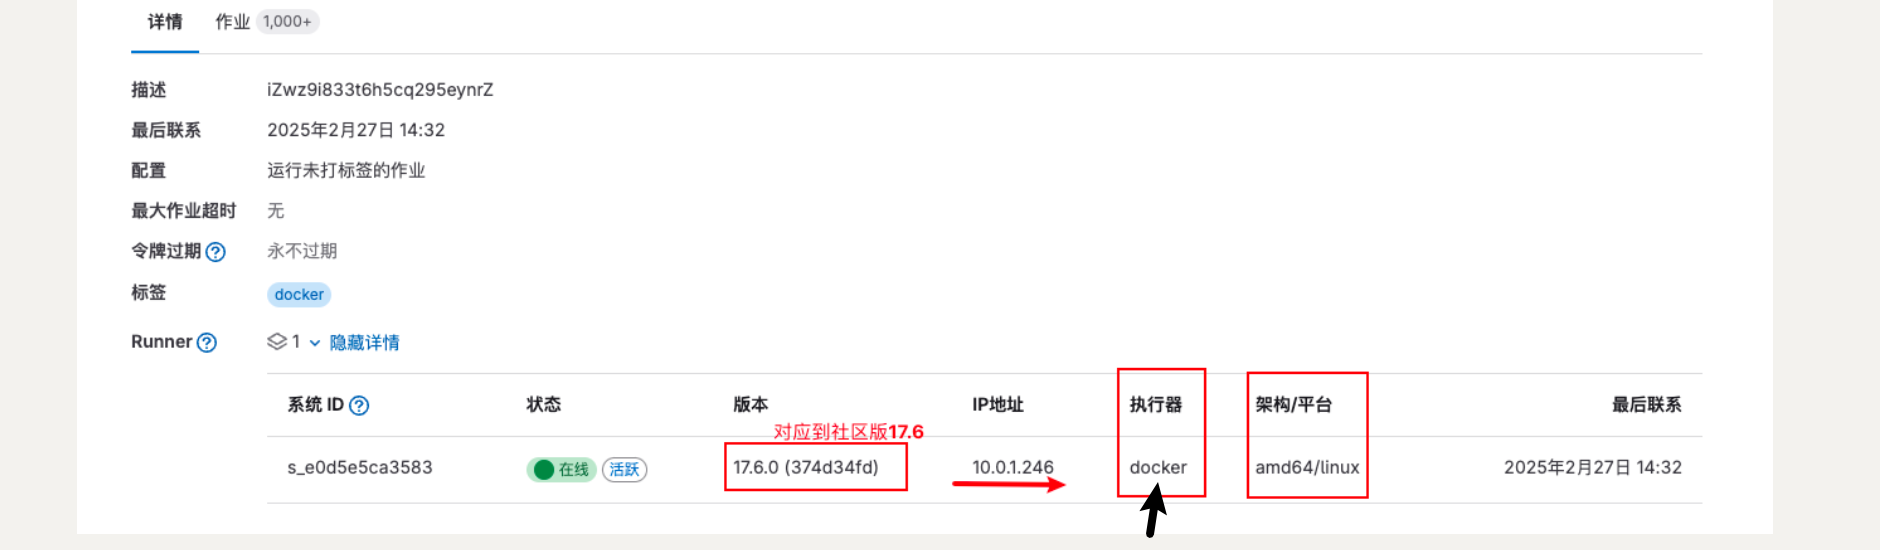 详情 作业 1,000+
描述 iZwz9i833t6h5cq295eynrZ
最后联系 2025年2月27日 14:32
配置 运行未打标签的作业
最大作业超时 无
令牌过期 ? 永不过期
标签 docker
Runner ? 1 隐藏详情
系统 ID ? 状态 版本 IP地址 执行器 架构/平台 最后联系
对应到社区版17.6
s_e0d5e5ca3583 在线 活跃 17.6.0 (374d34fd) 10.0.1.246 docker amd64/linux 2025年2月27日 14:32